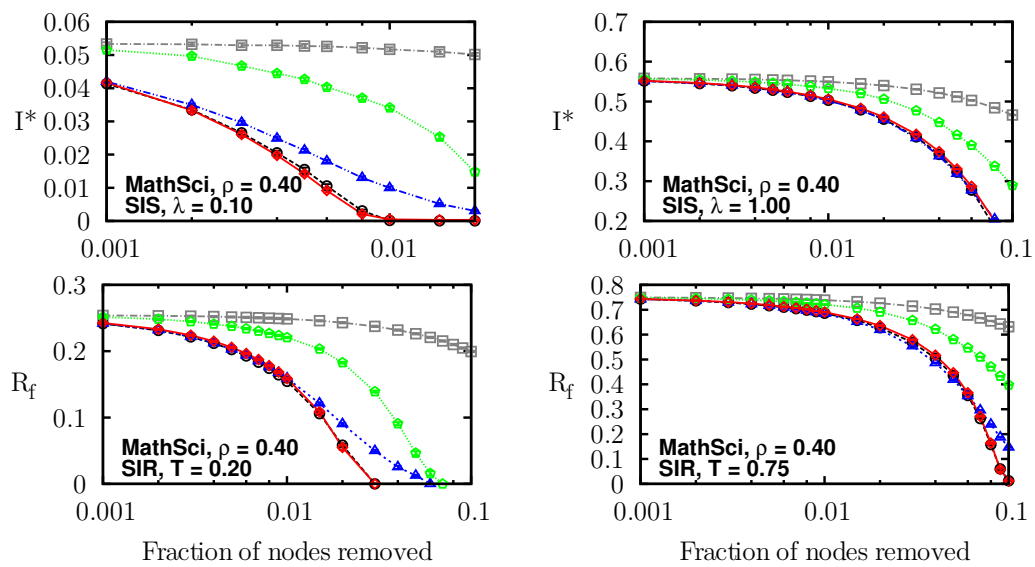 0.06
0.05
0.04
0.03
0.02
0.01
0
I*
MathSci, ρ = 0.40
SIS, λ = 0.10
0.001
0.01
0.6
0.5
0.4
0.3
0.2
I*
MathSci, ρ = 0.40
SIS, λ = 1.00
0.001
0.01
0.1
0.3
0.2
0.1
0
R_f
MathSci, ρ = 0.40
SIR, T = 0.20
0.001
0.01
0.1
Fraction of nodes removed
0.8
0.7
0.6
0.5
0.4
0.3
0.2
0.1
0
R_f
MathSci, ρ = 0.40
SIR, T = 0.75
0.001
0.01
0.1
Fraction of nodes removed